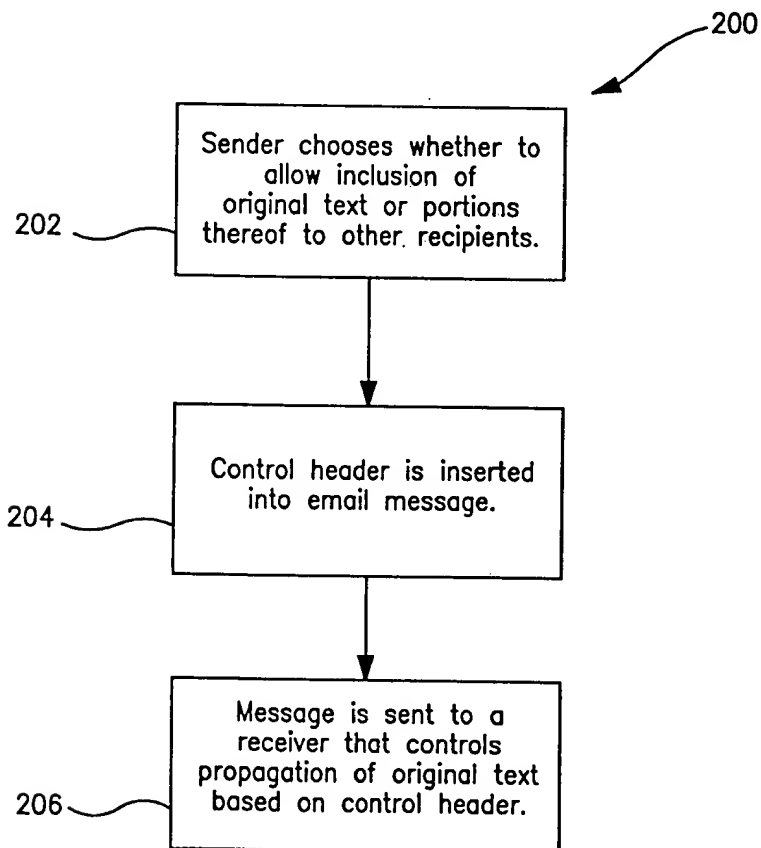 200
Sender chooses whether to
allow inclusion of
original text or portions
thereof to other recipients.
202
Control header is inserted
into email message.
204
Message is sent to a
receiver that controls
propagation of original text
based on control header.
206